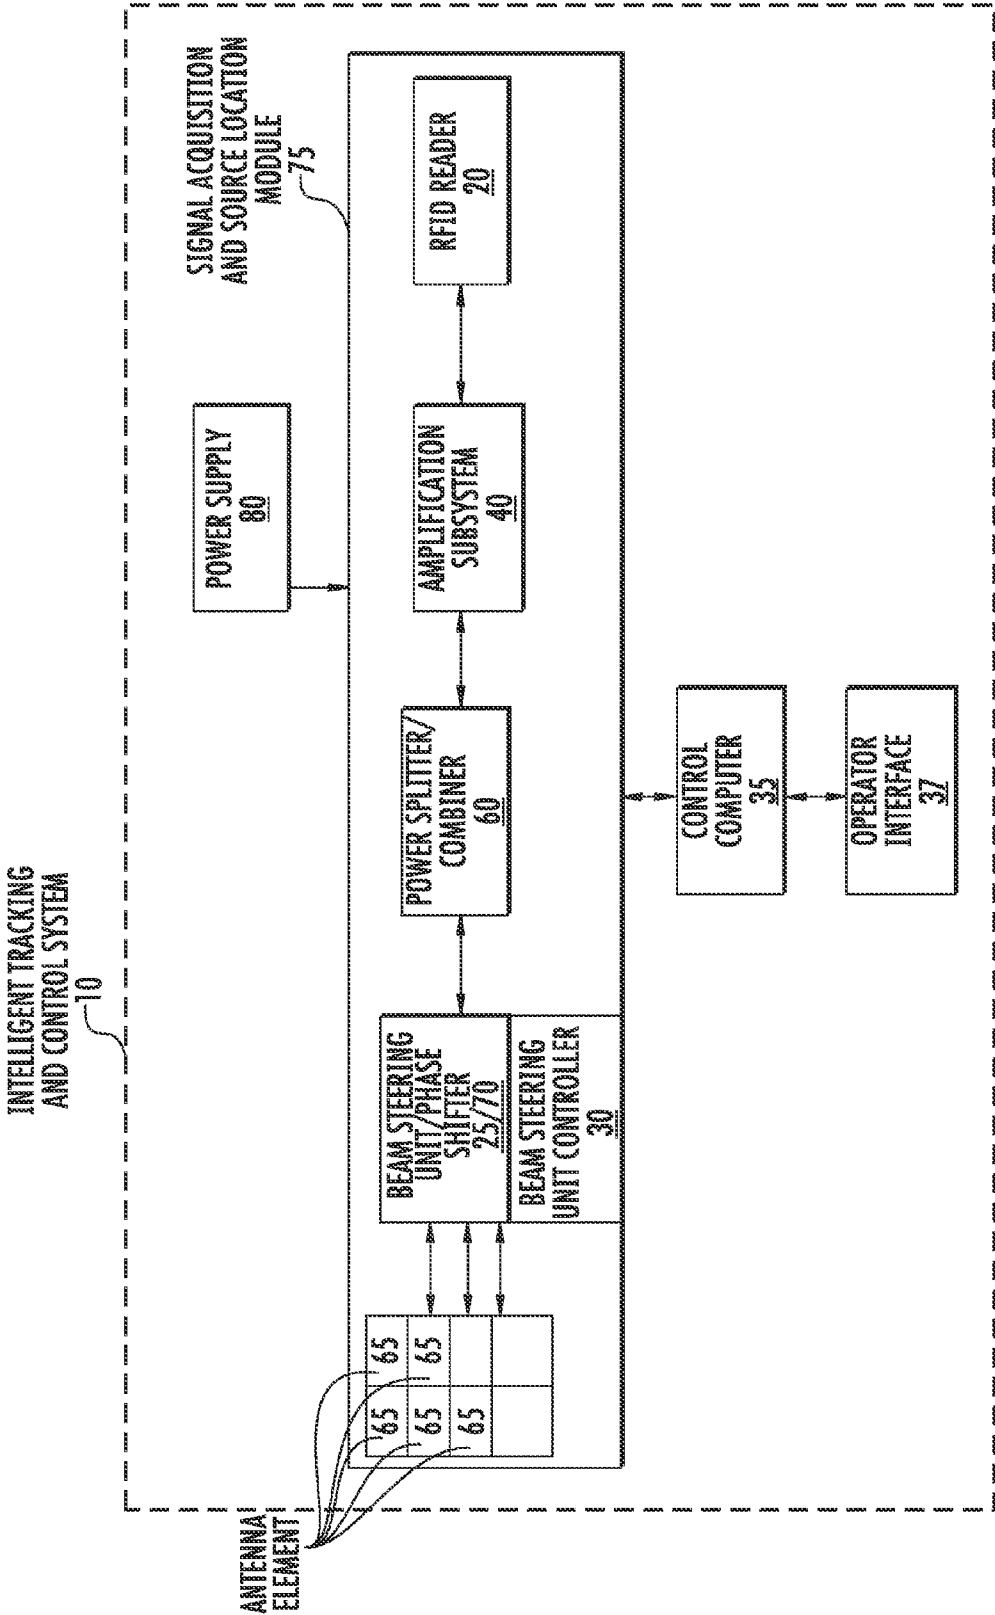 INTELLIGENT TRACKING
AND CONTROL SYSTEM
10
SIGNAL ACQUISITION
AND SOURCE LOCATION
MODULE
75
POWER SUPPLY
80
ANTENNA
ELEMENT
65
65
65
65
65
BEAM STEERING
UNIT/PHASE
SHIFTER
25/70
BEAM STEERING
UNIT CONTROLLER
30
POWER SPLITTER/
COMBINER
60
AMPLIFICATION
SUBSYSTEM
40
RFID READER
20
CONTROL
COMPUTER
35
OPERATOR
INTERFACE
37